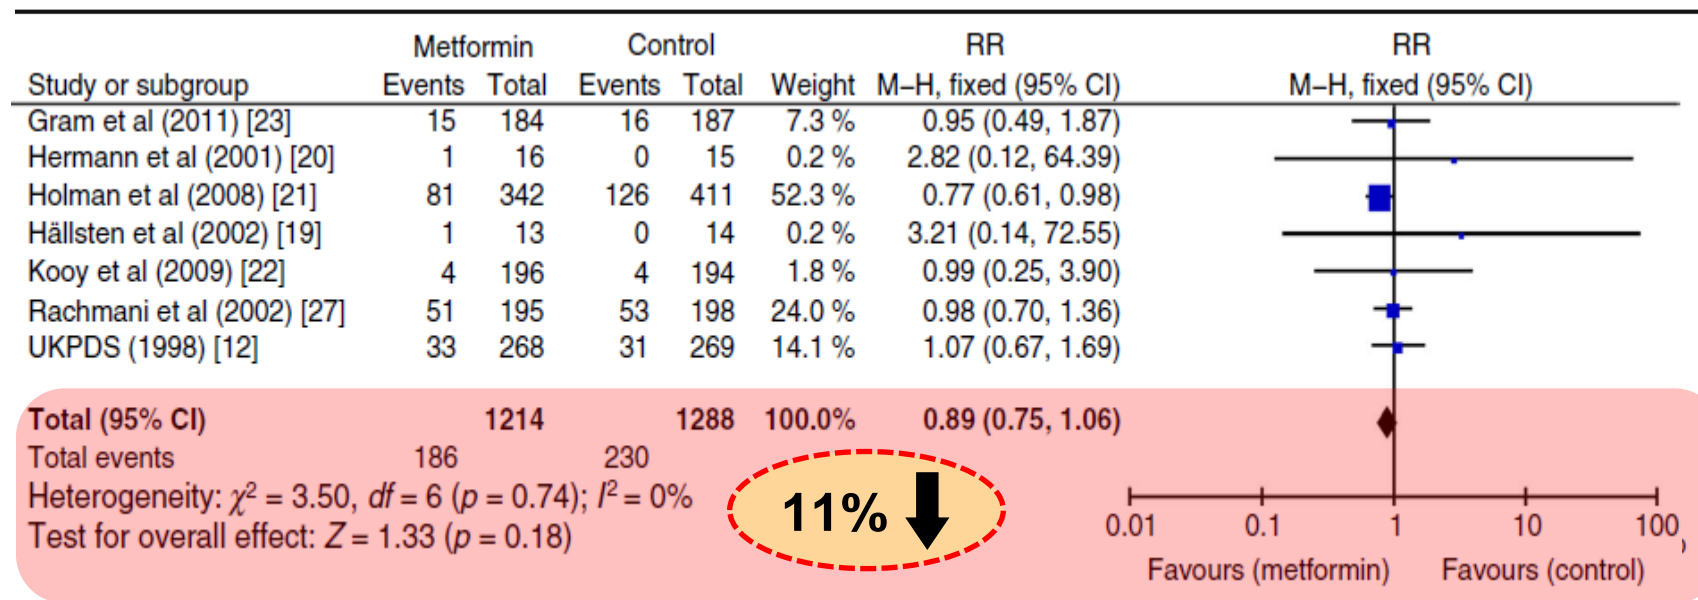 Metformin Control RR RR
Study or subgroup Events Total Events Total Weight M–H, fixed (95% CI) M–H, fixed (95% CI)
Gram et al (2011) [23] 15 184 16 187 7.3 % 0.95 (0.49, 1.87)
Hermann et al (2001) [20] 1 16 0 15 0.2 % 2.82 (0.12, 64.39)
Holman et al (2008) [21] 81 342 126 411 52.3 % 0.77 (0.61, 0.98)
Hällsten et al (2002) [19] 1 13 0 14 0.2 % 3.21 (0.14, 72.55)
Kooy et al (2009) [22] 4 196 4 194 1.8 % 0.99 (0.25, 3.90)
Rachmani et al (2002) [27] 51 195 53 198 24.0 % 0.98 (0.70, 1.36)
UKPDS (1998) [12] 33 268 31 269 14.1 % 1.07 (0.67, 1.69)
Total (95% CI) 1214 1288 100.0% 0.89 (0.75, 1.06)
Total events 186 230
Heterogeneity: χ² = 3.50, df = 6 (p = 0.74); I² = 0%
Test for overall effect: Z = 1.33 (p = 0.18)
11%
0.01 0.1 1 10 100
Favours (metformin) Favours (control)